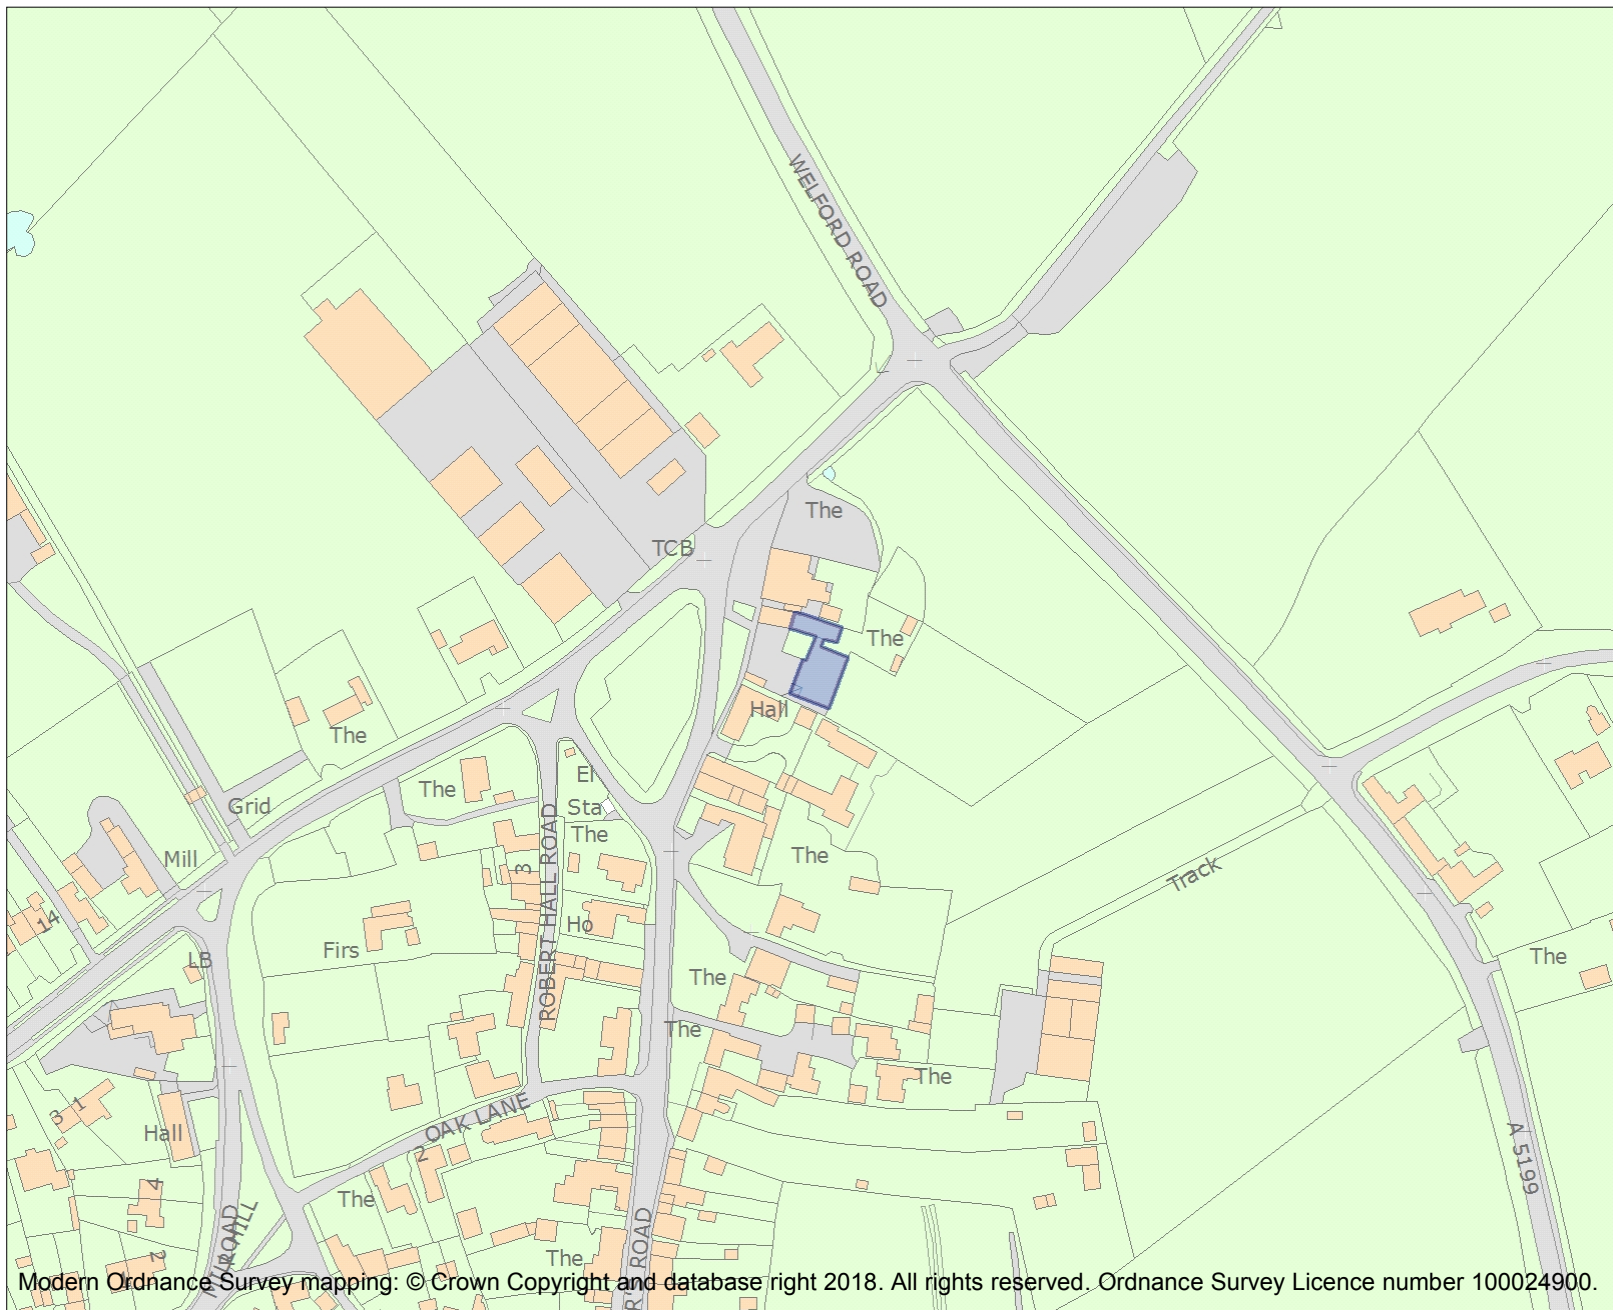 WELFORD ROAD
The
TCB
The
Hall
The
The
El
Sta
The
Grid
3
ROBERT HALL ROAD
The
Mill
Track
14
Ho
Firs
LB
The
The
The
The
3
1
OAK LANE
Hall
2
A 5199
4
The
ROAD
MILL HILL
ROAD
2
The
Modern Ordnance Survey mapping: © Crown Copyright and database right 2018. All rights reserved. Ordnance Survey Licence number 100024900.